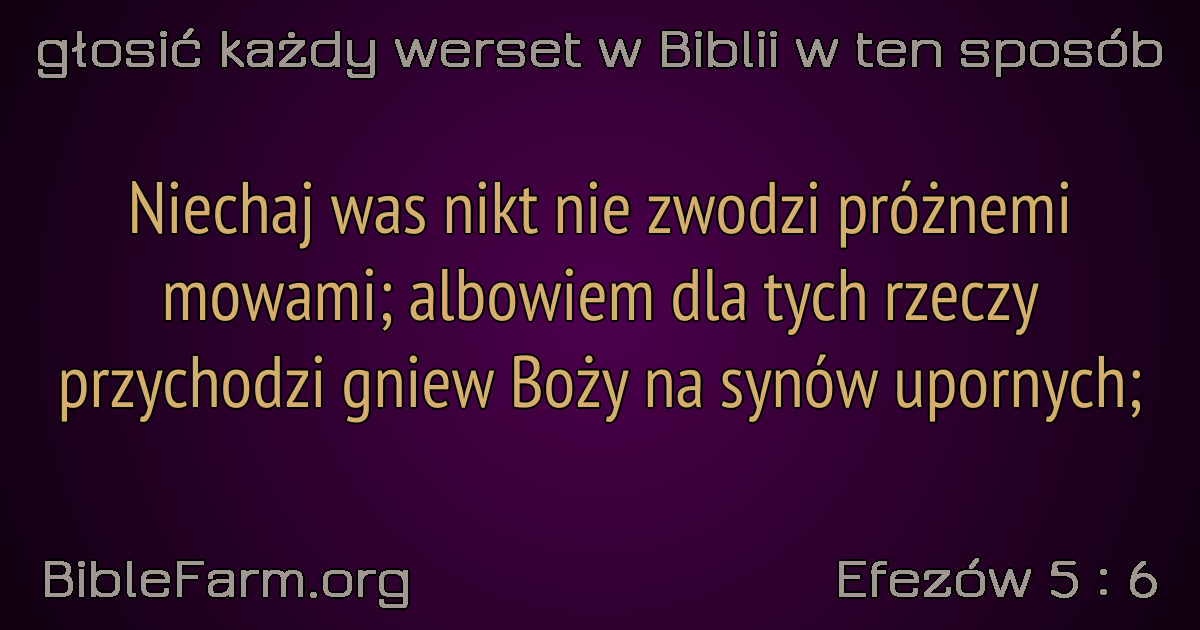 głosić każdy werset w Biblii w ten sposób
Niechaj was nikt nie zwodzi próżnemi
mowami; albowiem dla tych rzeczy
przychodzi gniew Boży na synów upornych;
BibleFarm.org
Efezów 5 : 6